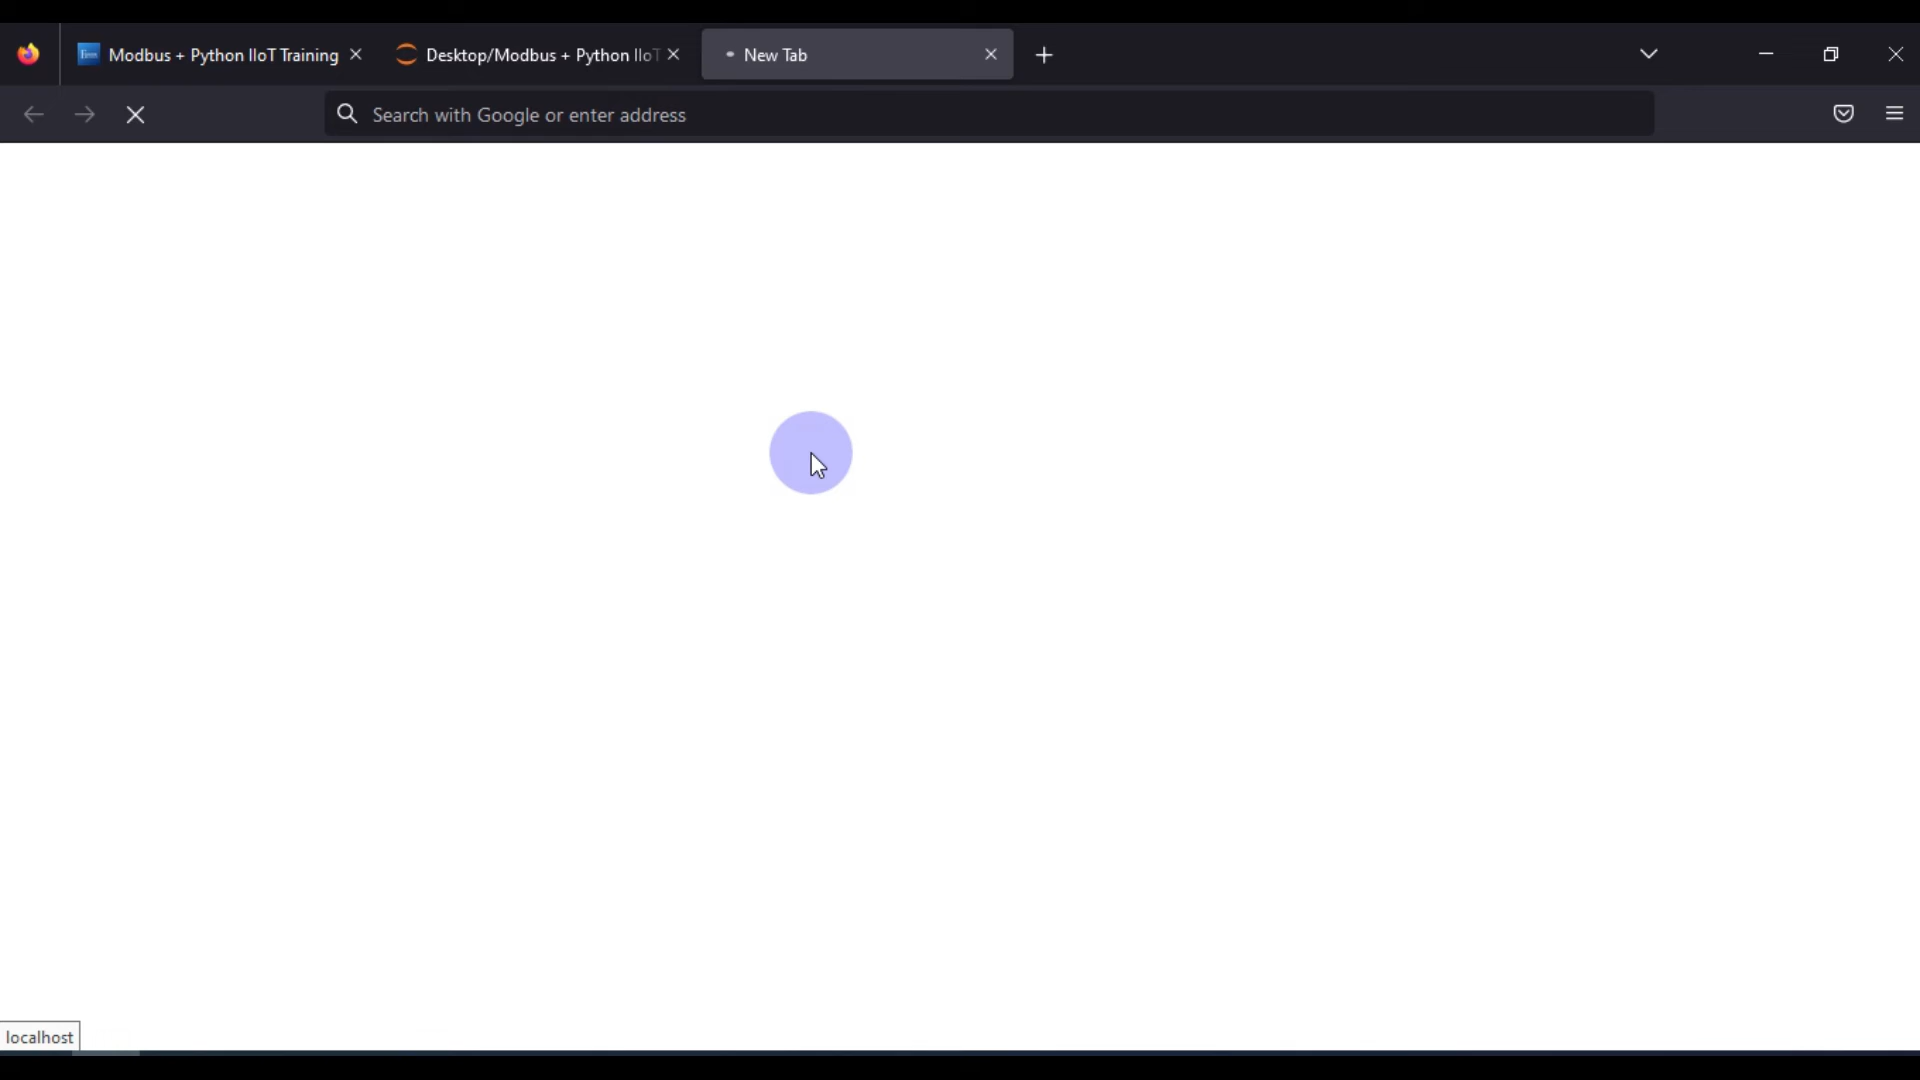 Modbus + Python IIoT Training
Desktop/Modbus + Python IIoT
New Tab
Search with Google or enter address
localhost